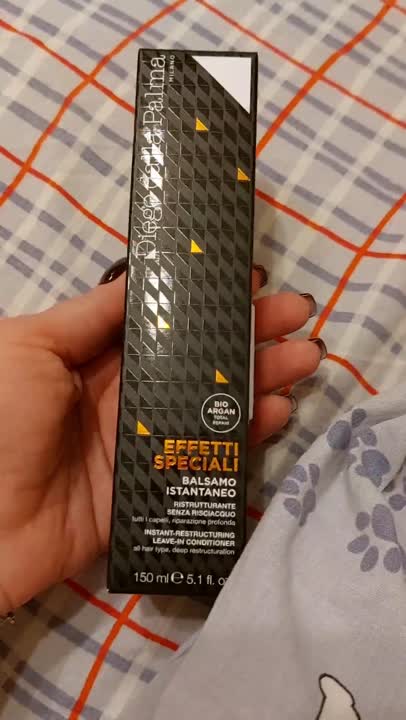 Diego dalla Palma
MILANO
BIO
ARGAN
TOTAL
REPAIR
EFFETTI
SPECIALI
BALSAMO
ISTANTANEO
RISTRUTTURANTE
SENZA RISCIACQUO
tutti i capelli, riparazione profonda
INSTANT-RESTRUCTURING
LEAVE-IN CONDITIONER
all hair type, deep restructuration
150 ml ℮ 5.1 fl. oz